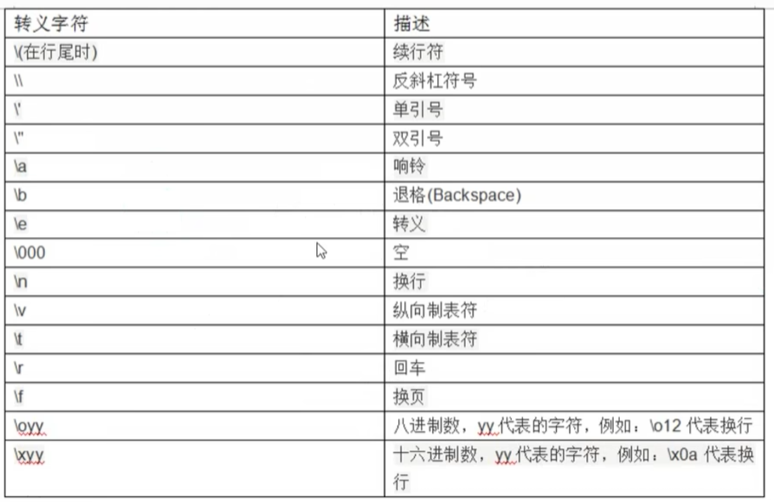 转义字符 描述
\(在行尾时) 续行符
\\ 反斜杠符号
\' 单引号
\" 双引号
\a 响铃
\b 退格(Backspace)
\e 转义
\000 空
\n 换行
\v 纵向制表符
\t 横向制表符
\r 回车
\f 换页
\oyy 八进制数，yy代表的字符，例如：\o12 代表换行
\xyy 十六进制数，yy代表的字符，例如：\x0a 代表换
行